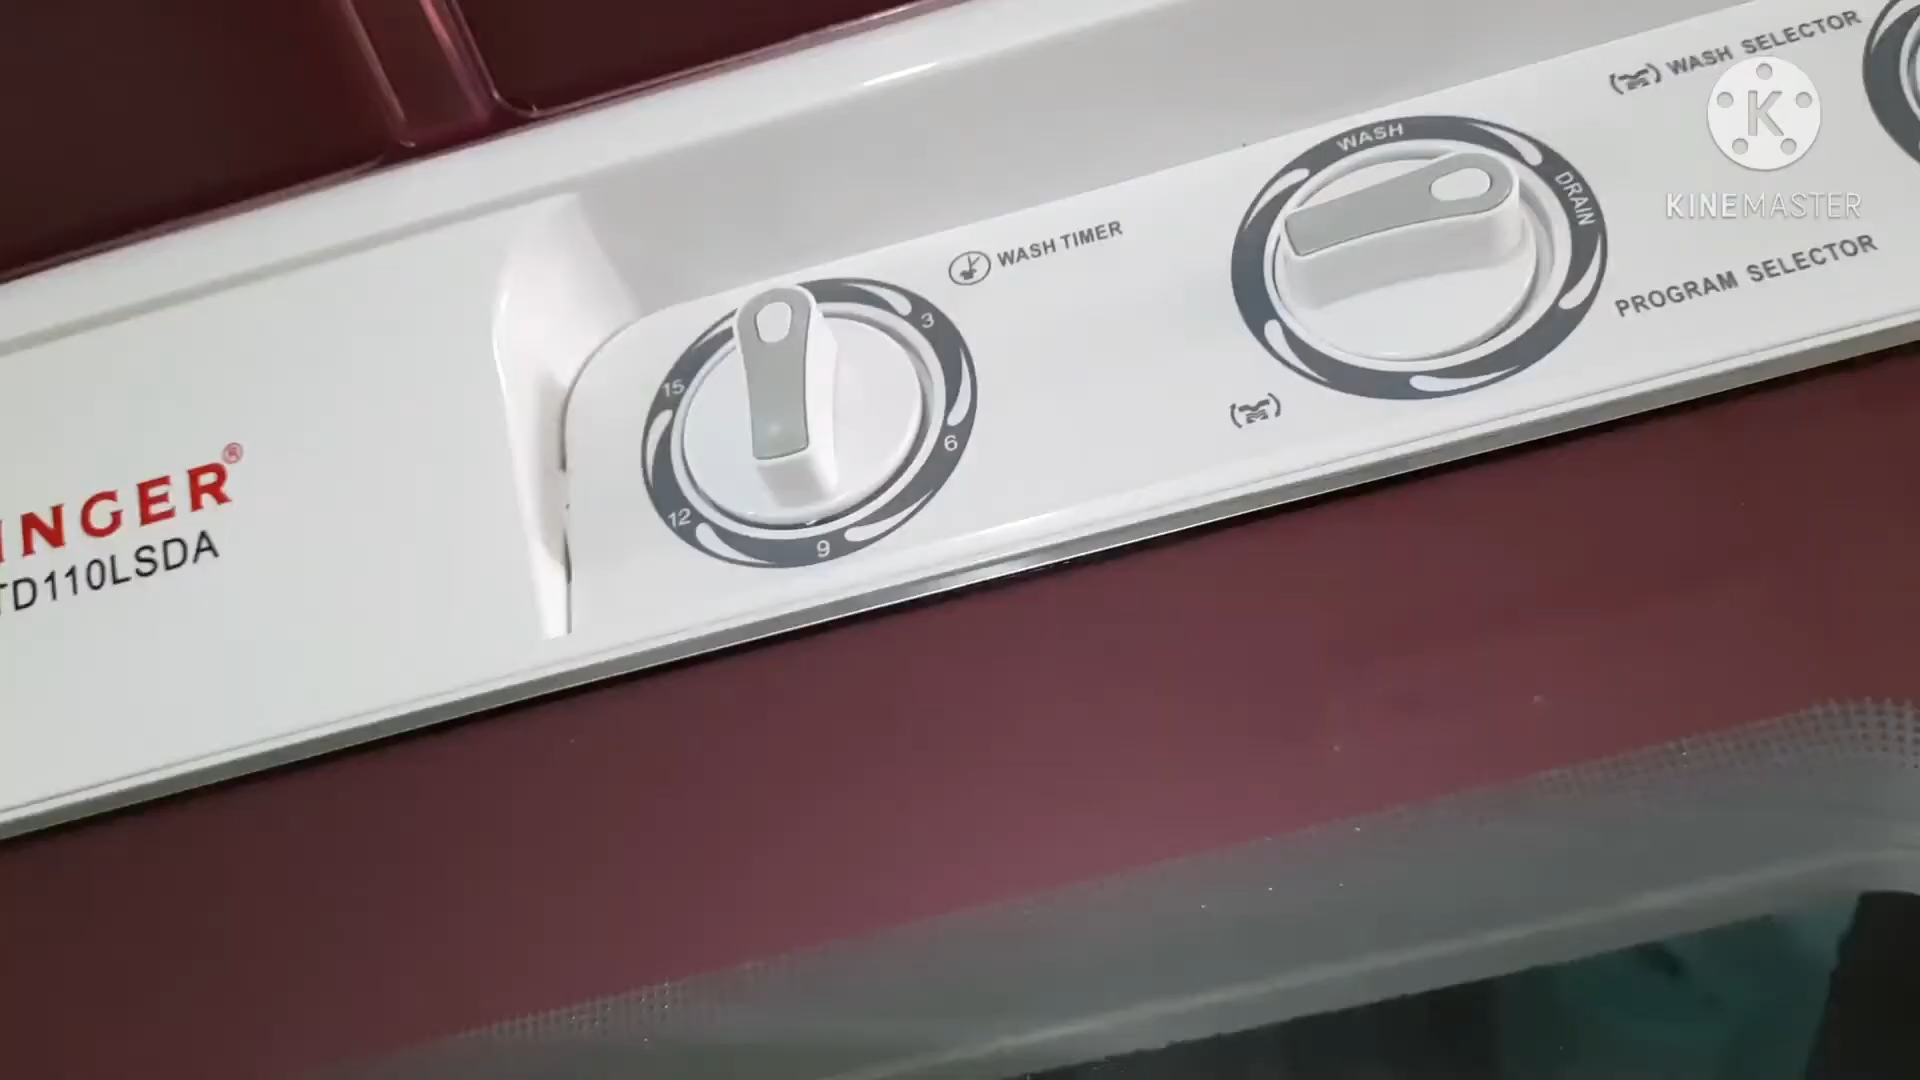 INGER®
TD110LSDA
WASH TIMER
3
6
9
12
15
WASH
DRAIN
PROGRAM SELECTOR
WASH SELECTOR
K
KINEMASTER